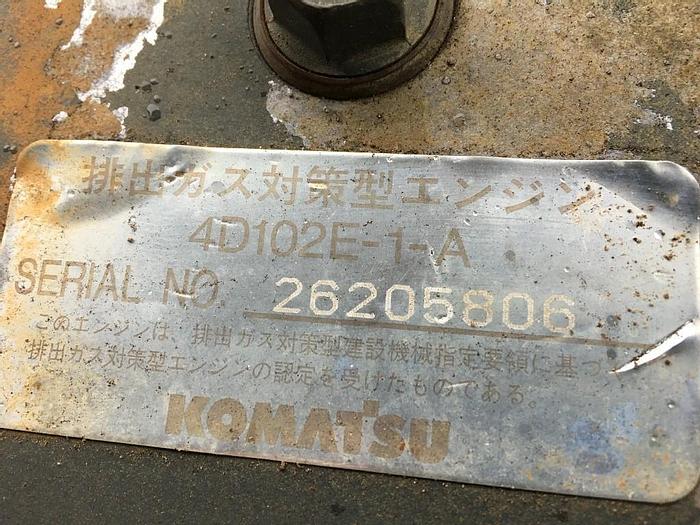 排出ガス対策型エンジン
4D102E-1-A
SERIAL NO. 26205806
このエンジンは、排出ガス対策型建設機械指定要領に基づ
排出ガス対策型エンジンの認定を受けたものである。
KOMATSU